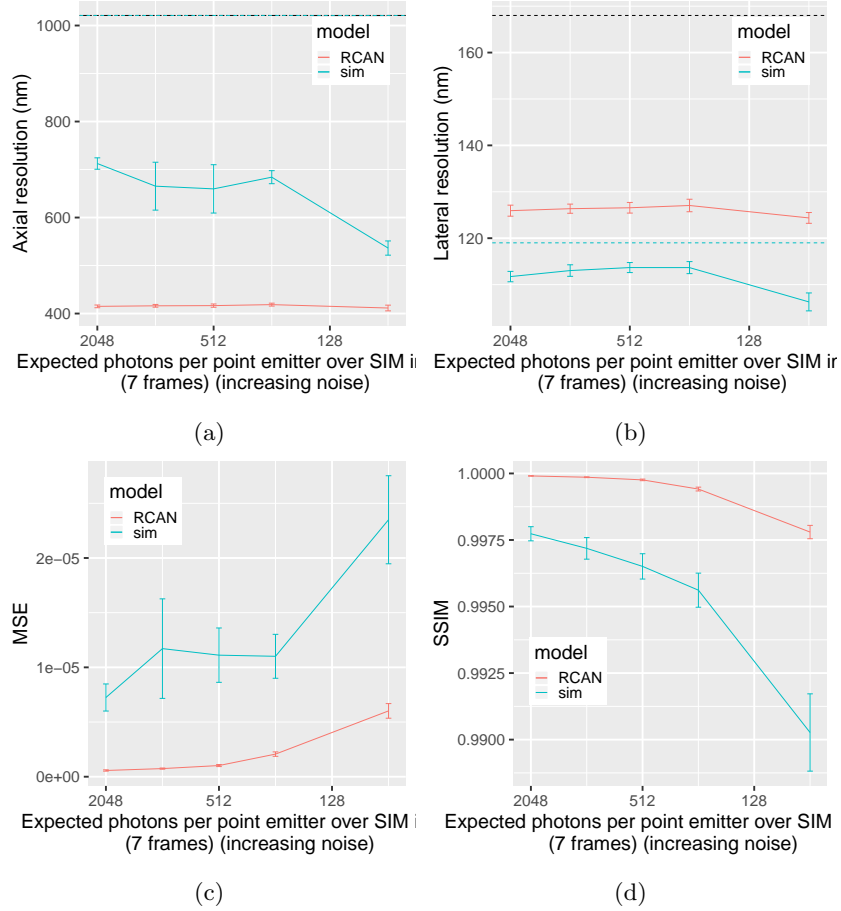 1000
800
600
400
Axial resolution (nm)
model
RCAN
sim
2048
512
128
Expected photons per point emitter over SIM i
(7 frames) (increasing noise)
(a)
160
140
120
Lateral resolution (nm)
model
RCAN
sim
2048
512
128
Expected photons per point emitter over SIM i
(7 frames) (increasing noise)
(b)
2e−05
1e−05
0e+00
MSE
model
RCAN
sim
2048
512
128
Expected photons per point emitter over SIM i
(7 frames) (increasing noise)
(c)
1.0000
0.9975
0.9950
0.9925
0.9900
SSIM
model
RCAN
sim
2048
512
128
Expected photons per point emitter over SIM
(7 frames) (increasing noise)
(d)